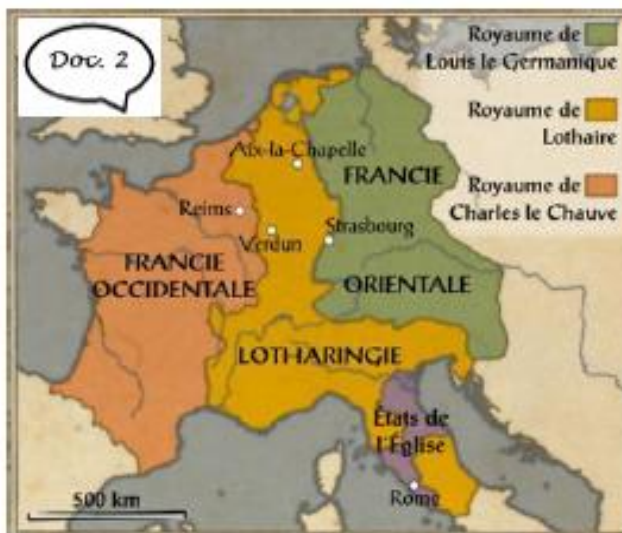 Doc. 2
Royaume de
Louis le Germanique
Royaume de
Lothaire
Royaume de
Charles le Chauve
Aix-la-Chapelle
FRANCIE
Reims
Verdun
Strasbourg
FRANCIE
OCCIDENTALE
ORIENTALE
LOTHARINGIE
États de
l'Église
Rome
500 km